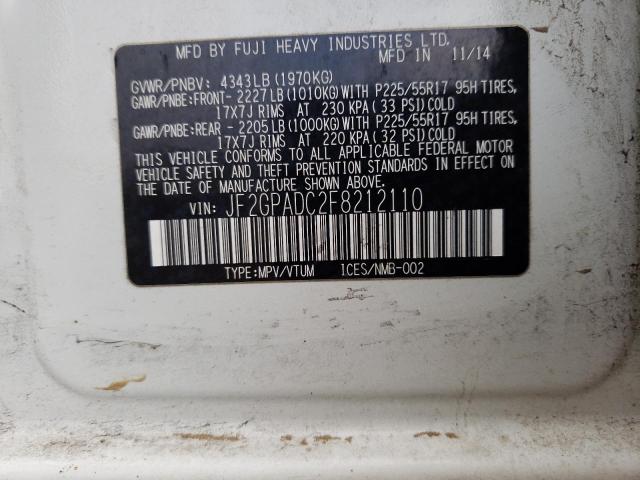 MFD BY FUJI HEAVY INDUSTRIES LTD.
MFD IN 11/14
GVWR/PNBV: 4343LB (1970KG)
GAWR/PNBE:FRONT- 2227LB (1010KG)WITH P225/55R17 95H TIRES,
17X7J RIMS AT 230 KPA( 33 PSI)COLD
GAWR/PNBE:REAR - 2205LB (1000KG)WITH P225/55R17 95H TIRES,
17X7J RIMS AT 220 KPA( 32 PSI)COLD
THIS VEHICLE CONFORMS TO ALL APPLICABLE FEDERAL MOTOR
VEHICLE SAFETY AND THEFT PREVENTION STANDARDS IN EFFECT ON
THE DATE OF MANUFACTURE SHOWN ABOVE.
VIN: JF2GPADC2F8212110
TYPE:MPV/VTUM ICES/NMB-002